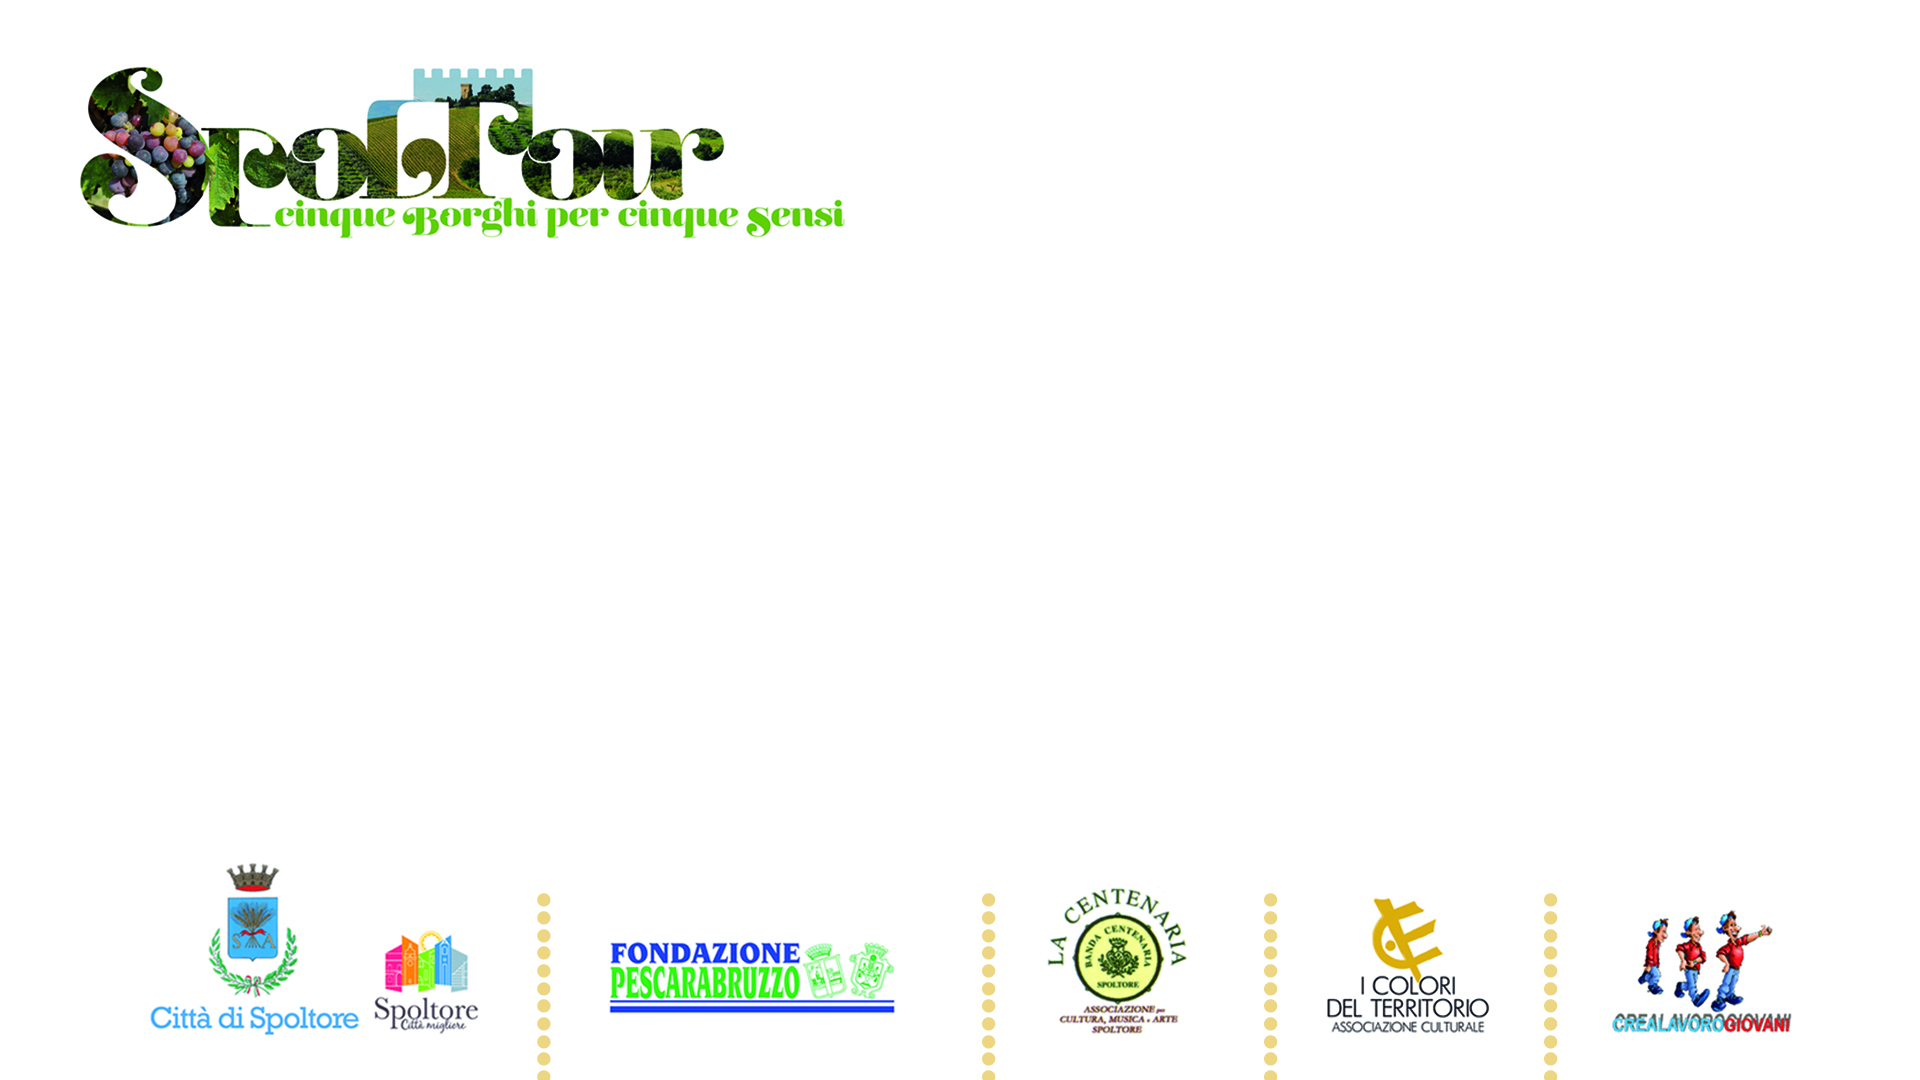 SpolTour
cinque Borghi per cinque sensi
S A
Città di Spoltore
Spoltore
Città migliore
FONDAZIONE
PESCARABRUZZO
LA CENTENARIA
BANDA CENTENARIA
SPOLTORE
ASSOCIAZIONE per
CULTURA, MUSICA e ARTE
SPOLTORE
I COLORI
DEL TERRITORIO
ASSOCIAZIONE CULTURALE
CREALAVOROGIOVANI